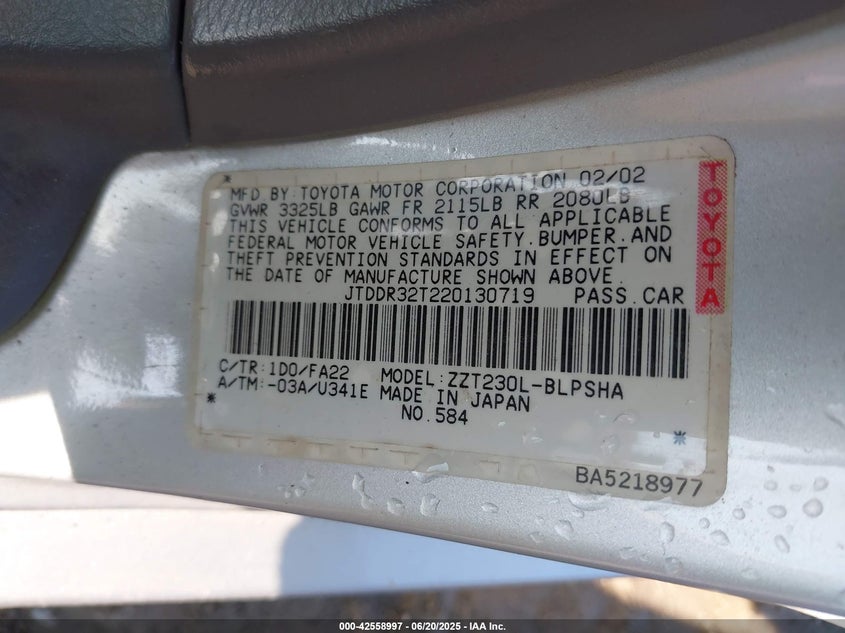 MFD.BY:TOYOTA MOTOR CORPORATION 02/02
GVWR 3325LB GAWR FR 2115LB RR 2080LB
THIS VEHICLE CONFORMS TO ALL APPLICABLE
FEDERAL MOTOR VEHICLE SAFETY.BUMPER.AND
THEFT PREVENTION STANDARDS IN EFFECT ON
THE DATE OF MANUFACTURE SHOWN ABOVE.
JTDDR32T220130719 PASS.CAR
TOYOTA
C/TR:1D0/FA22 MODEL:ZZT230L-BLPSHA
A/TM:-03A/U341E MADE IN JAPAN
NO.584
BA5218977
000-42558997 - 06/20/2025 - IAA Inc.